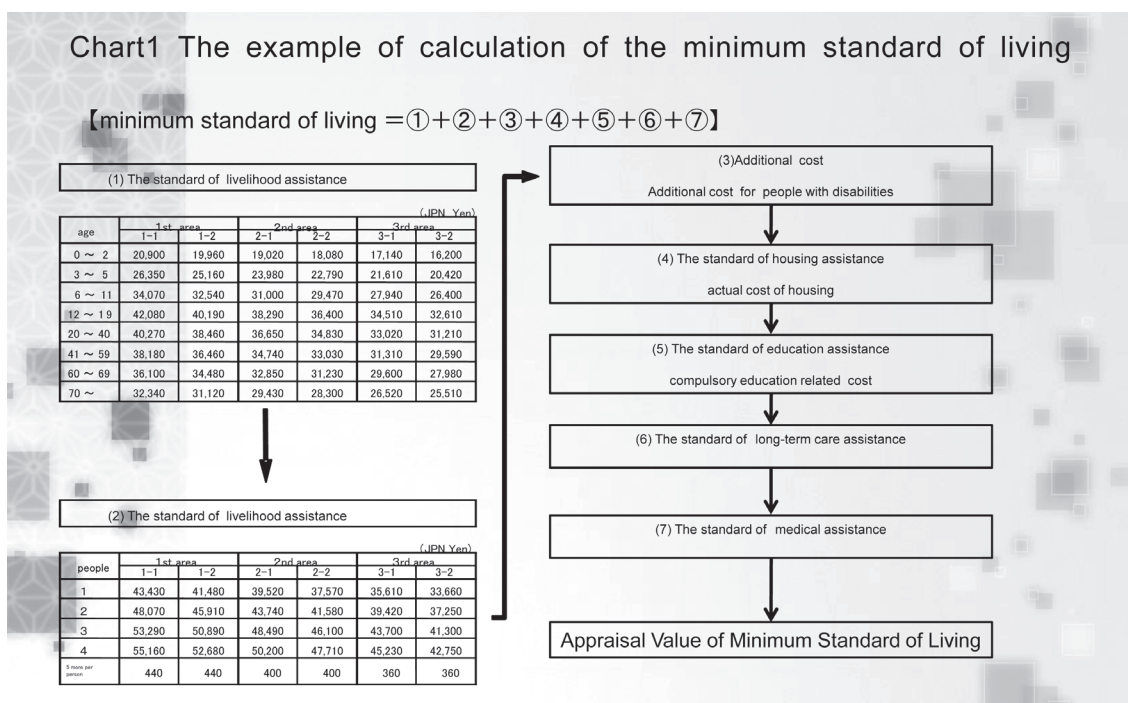 Chart1 The example of calculation of the minimum standard of living
【minimum standard of living ＝①＋②＋③＋④＋⑤＋⑥＋⑦】
(1) The standard of livelihood assistance
(JPN Yen)
age 1st area 2nd area 3rd area
1-1 1-2 2-1 2-2 3-1 3-2
0 ～ 2 20,900 19,960 19,020 18,080 17,140 16,200
3 ～ 5 26,350 25,160 23,980 22,790 21,610 20,420
6 ～ 11 34,070 32,540 31,000 29,470 27,940 26,400
12 ～ 19 42,080 40,190 38,290 36,400 34,510 32,610
20 ～ 40 40,270 38,460 36,650 34,830 33,020 31,210
41 ～ 59 38,180 36,460 34,740 33,030 31,310 29,590
60 ～ 69 36,100 34,480 32,850 31,230 29,600 27,980
70 ～ 32,340 31,120 29,430 28,300 26,520 25,510
(2) The standard of livelihood assistance
(JPN Yen)
people 1st area 2nd area 3rd area
1-1 1-2 2-1 2-2 3-1 3-2
1 43,430 41,480 39,520 37,570 35,610 33,660
2 48,070 45,910 43,740 41,580 39,420 37,250
3 53,290 50,890 48,490 46,100 43,700 41,300
4 55,160 52,680 50,200 47,710 45,230 42,750
5 more per person 440 440 400 400 360 360
(3)Additional cost
Additional cost for people with disabilities
(4) The standard of housing assistance
actual cost of housing
(5) The standard of education assistance
compulsory education related cost
(6) The standard of long-term care assistance
(7) The standard of medical assistance
Appraisal Value of Minimum Standard of Living